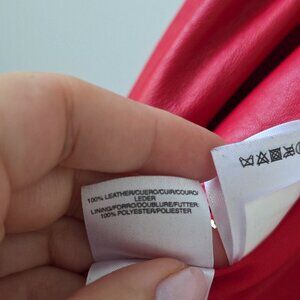 100% LEATHER/CUERO/CUIR/COURO/
LEDER
LINING/FORRO/DOUBLURE/FUTTER:
100% POLYESTER/POLIESTER